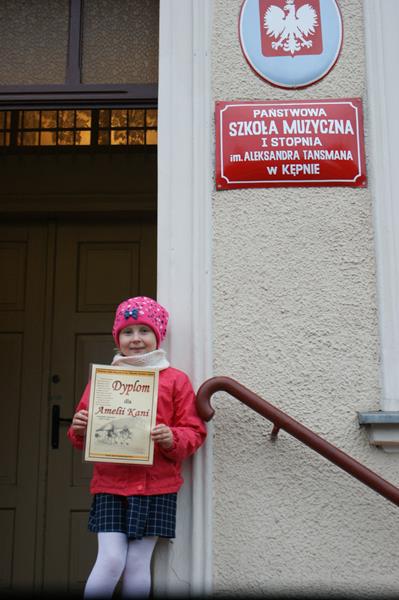 PAŃSTWOWA
SZKOŁA MUZYCZNA
I STOPNIA
im. ALEKSANDRA TANSMANA
W KĘPNIE
Dyplom
dla
Amelii Kani